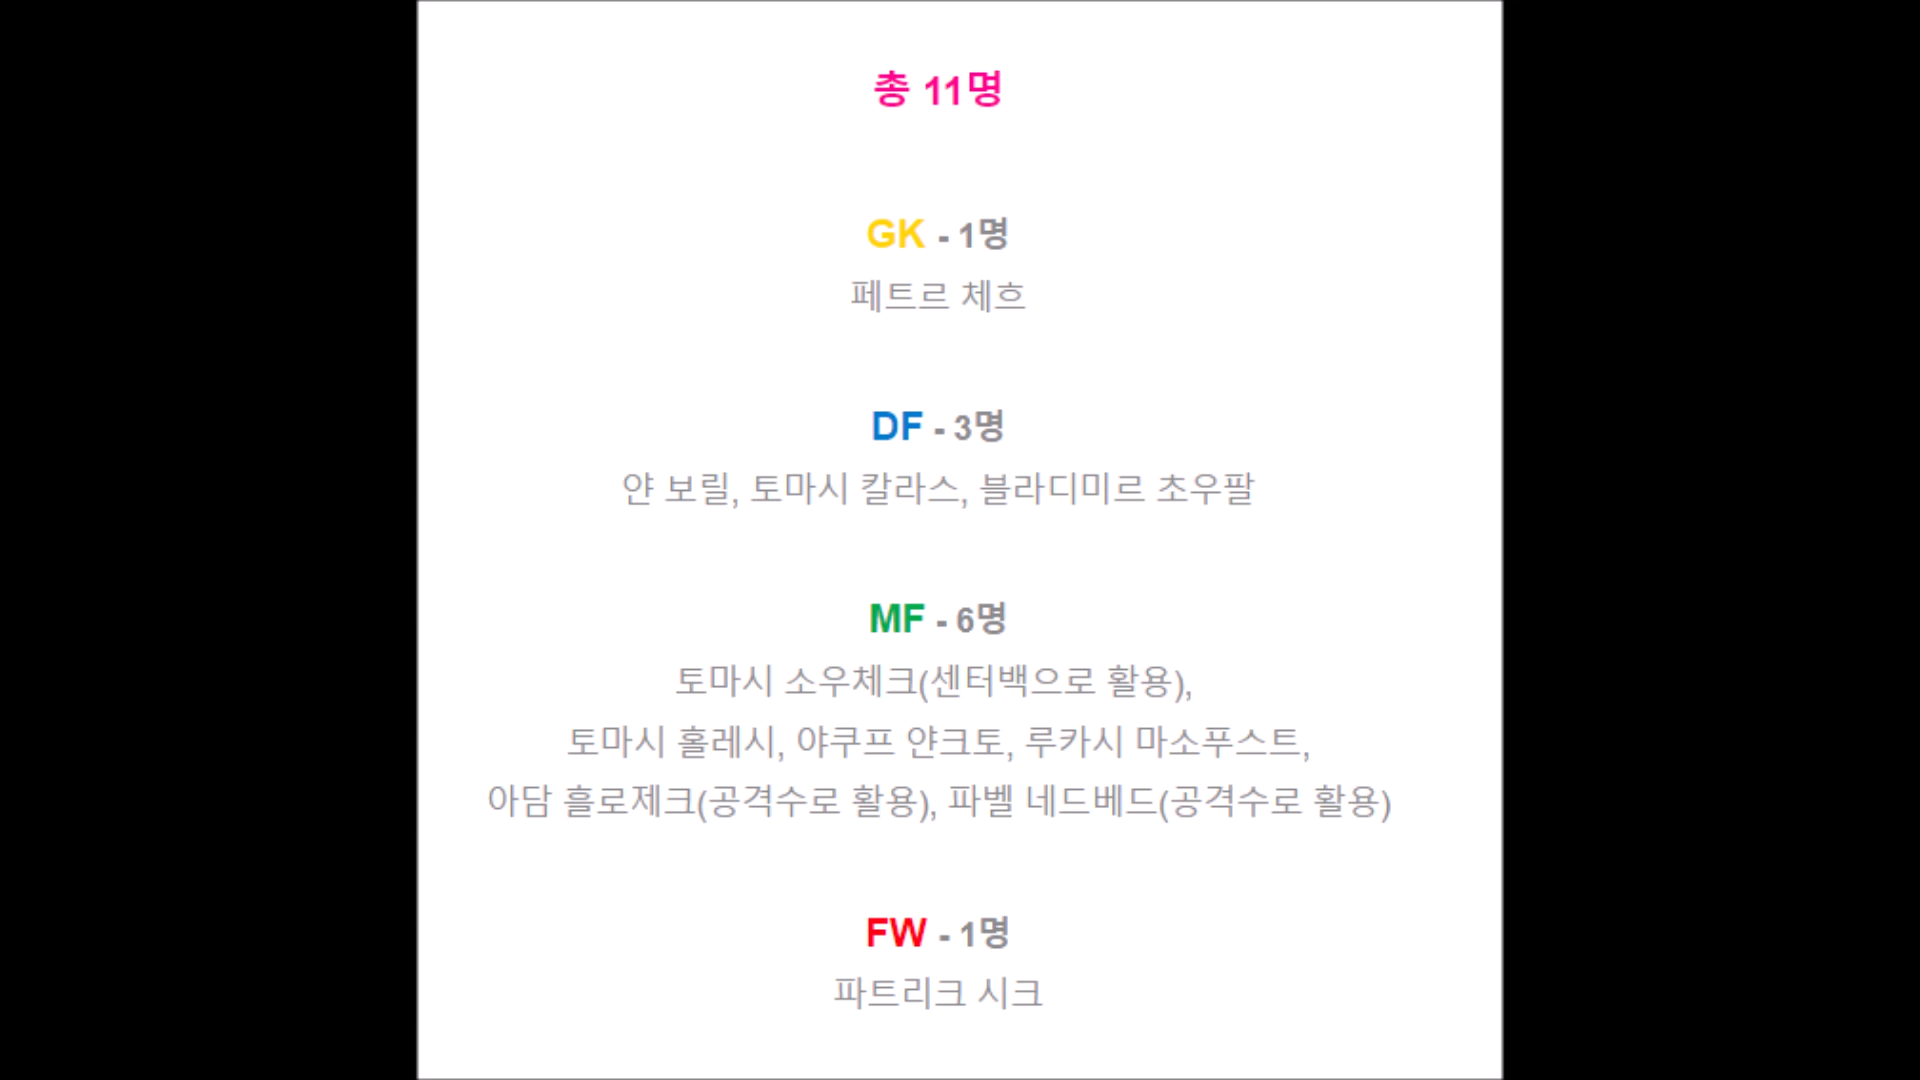 총 11명
GK - 1명
페트르 체흐
DF - 3명
얀 보릴, 토마시 칼라스, 블라디미르 초우팔
MF - 6명
토마시 소우체크(센터백으로 활용),
토마시 홀레시, 야쿠프 얀크토, 루카시 마소푸스트,
아담 흘로제크(공격수로 활용), 파벨 네드베드(공격수로 활용)
FW - 1명
파트리크 시크